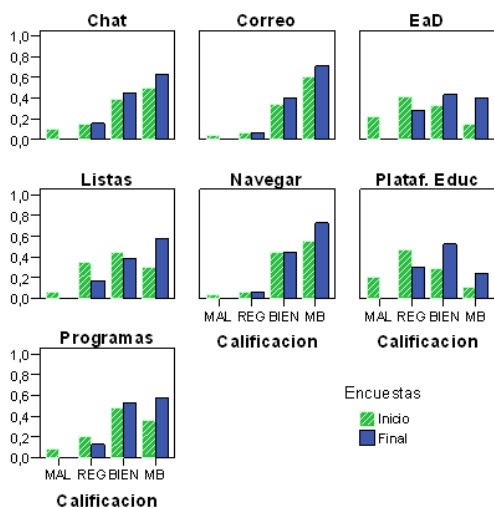 Chat
Correo
EaD
1,0
0,8
0,6
0,4
0,2
0,0
Listas
Navegar
Plataf. Educ
1,0
0,8
0,6
0,4
0,2
0,0
MAL REG BIEN MB
MAL REG BIEN MB
Calificacion
Calificacion
Programas
1,0
0,8
0,6
0,4
0,2
0,0
MAL REG BIEN MB
Calificacion
Encuestas
Inicio
Final